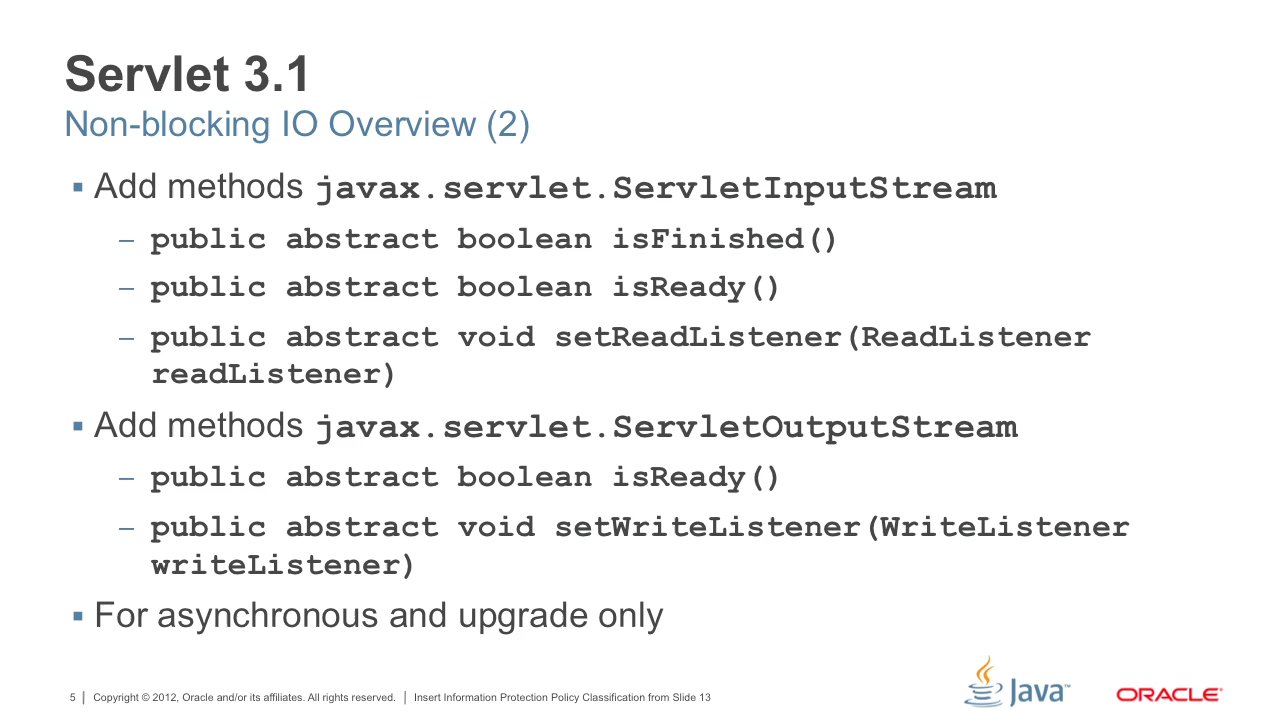 Servlet 3.1
Non-blocking IO Overview (2)
▪ Add methods javax.servlet.ServletInputStream
– public abstract boolean isFinished()
– public abstract boolean isReady()
– public abstract void setReadListener(ReadListener
readListener)
▪ Add methods javax.servlet.ServletOutputStream
– public abstract boolean isReady()
– public abstract void setWriteListener(WriteListener
writeListener)
▪ For asynchronous and upgrade only
5 | Copyright © 2012, Oracle and/or its affiliates. All rights reserved. | Insert Information Protection Policy Classification from Slide 13
Java™
ORACLE®